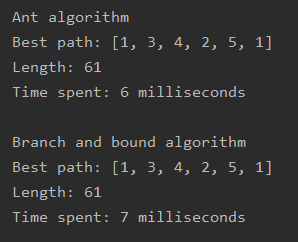 Ant algorithm
Best path: [1, 3, 4, 2, 5, 1]
Length: 61
Time spent: 6 milliseconds
Branch and bound algorithm
Best path: [1, 3, 4, 2, 5, 1]
Length: 61
Time spent: 7 milliseconds